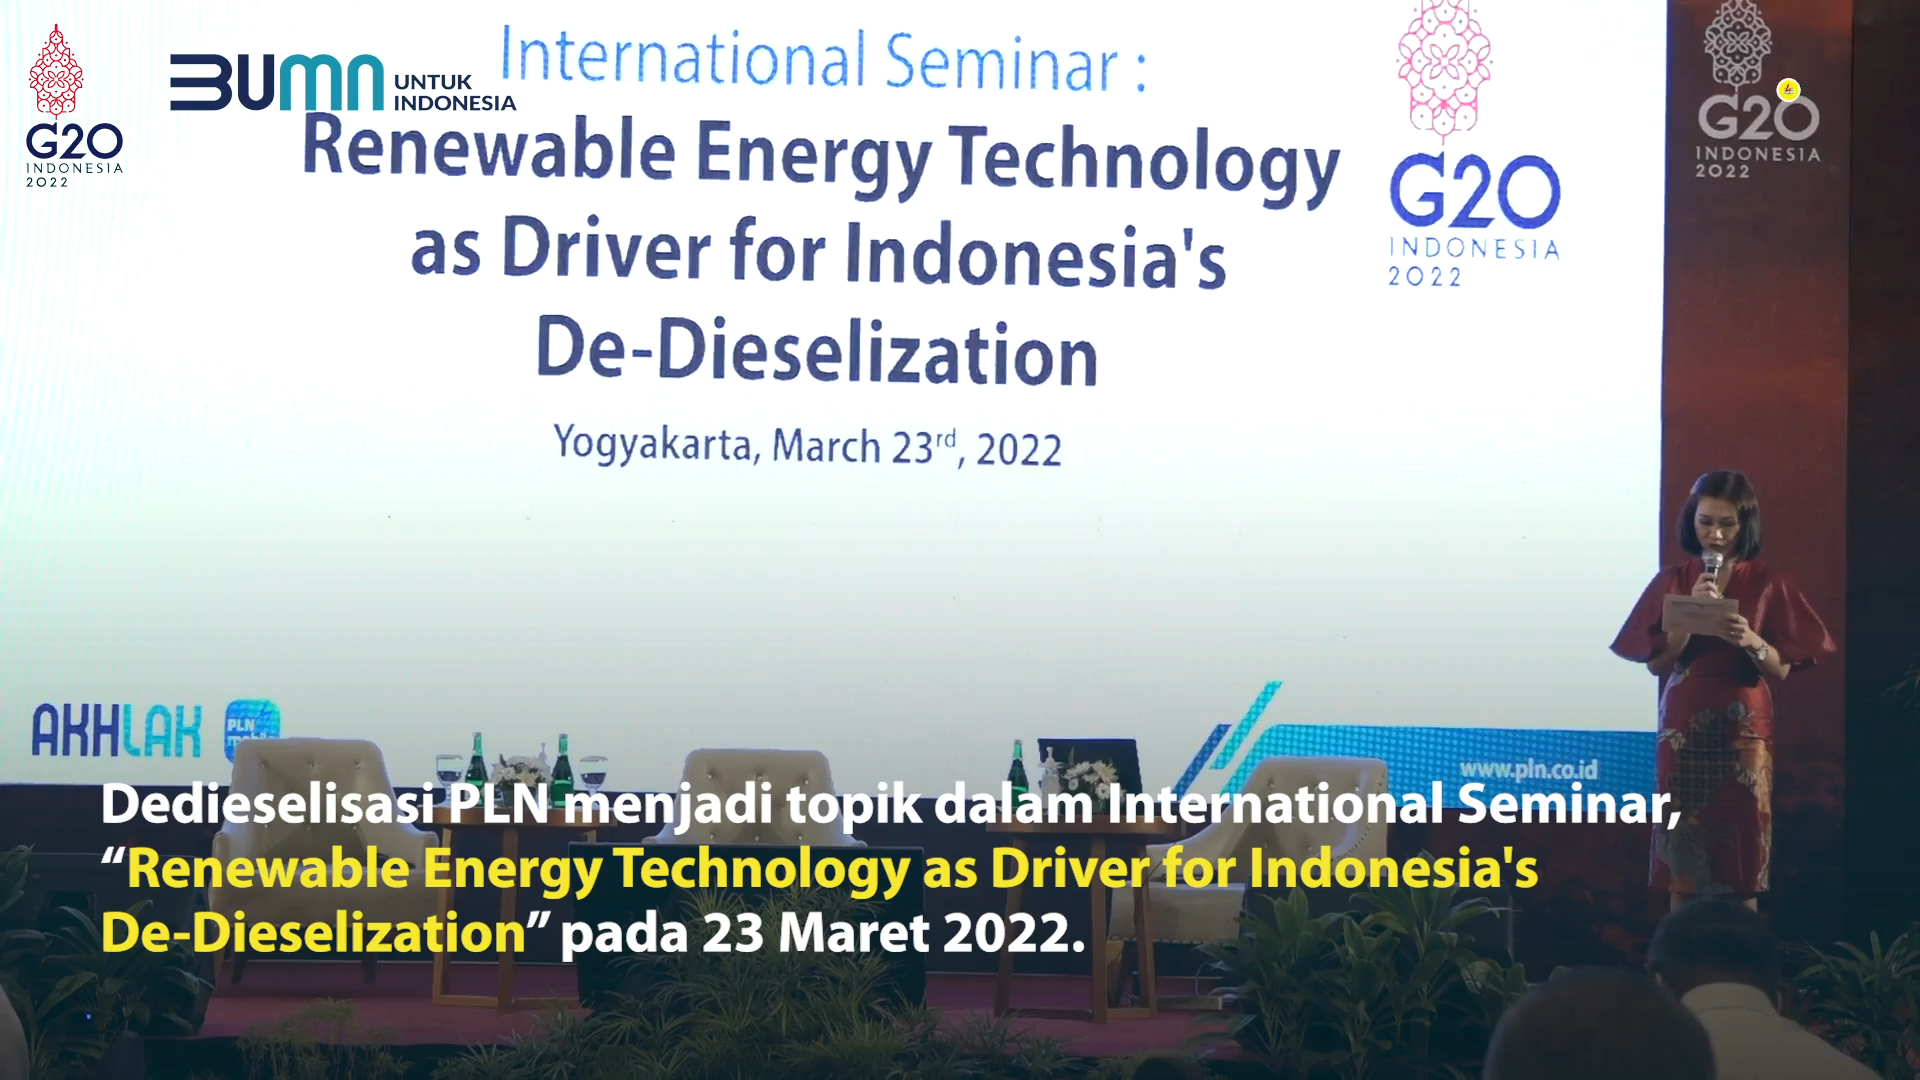 G20
INDONESIA
2022
BUMN UNTUK
INDONESIA
International Seminar :
Renewable Energy Technology
as Driver for Indonesia's
De-Dieselization
Yogyakarta, March 23rd, 2022
G20
INDONESIA
2022
G20
INDONESIA
2022
AKHLAK
PLN
www.pln.co.id
Dedieselisasi PLN menjadi topik dalam International Seminar,
“Renewable Energy Technology as Driver for Indonesia's
De-Dieselization” pada 23 Maret 2022.